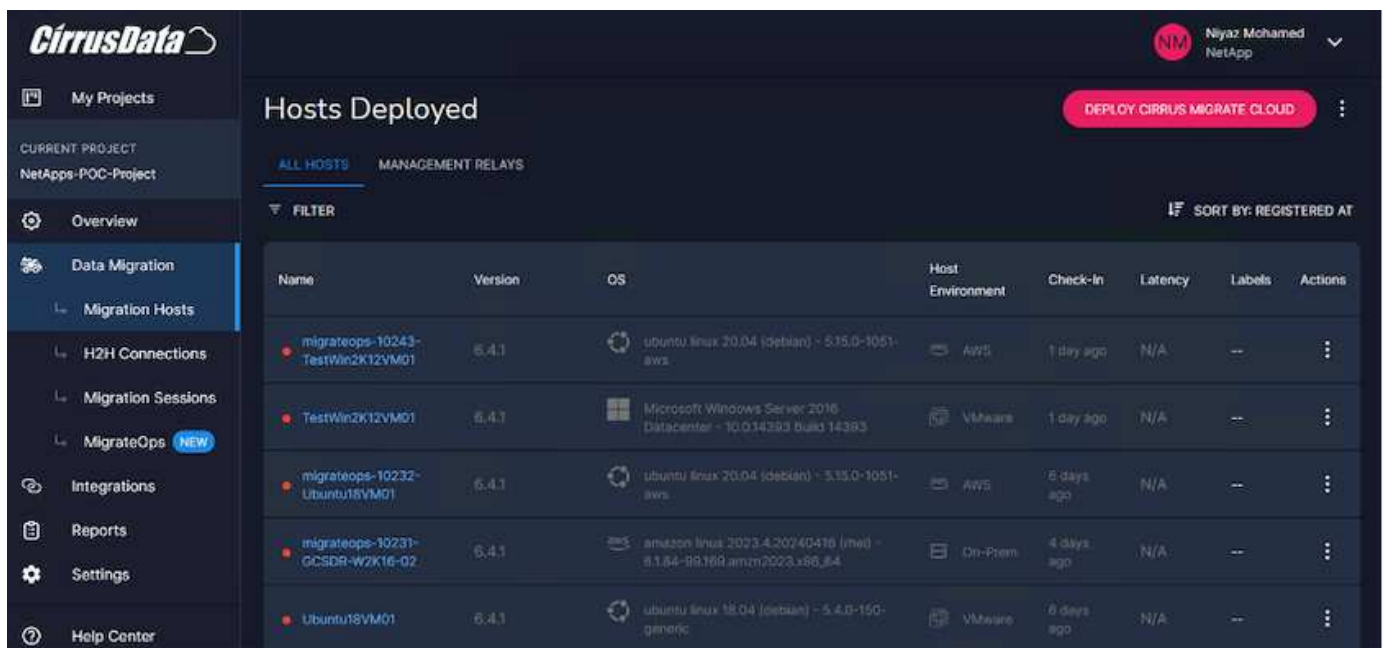 CirrusData
NM
Niyaz Mohamed
NetApp
My Projects
CURRENT PROJECT
NetApps-POC-Project
Overview
Data Migration
Migration Hosts
H2H Connections
Migration Sessions
MigrateOps NEW
Integrations
Reports
Settings
Help Center
Hosts Deployed
DEPLOY CIRRUS MIGRATE CLOUD
ALL HOSTS MANAGEMENT RELAYS
FILTER
SORT BY: REGISTERED AT
Name Version OS Host Environment Check-In Latency Labels Actions
migrateops-10243-
TestWin2K12VM01
6.4.1
ubuntu linux 20.04 (debian) - 5.15.0-1051-
aws
AWS
1 day ago
N/A
--
TestWin2K12VM01
6.4.1
Microsoft Windows Server 2016
Datacenter - 10.0.14393 Build 14393
VMware
1 day ago
N/A
--
migrateops-10232-
Ubuntu18VM01
6.4.1
ubuntu linux 20.04 (debian) - 5.15.0-1051-
aws
AWS
6 days
ago
N/A
--
migrateops-10231-
GCSDR-W2K16-02
6.4.1
aws
amazon linux 2023.4.20240416 (rhel) -
6.1.84-99.169.amzn2023.x86_64
On-Prem
4 days
ago
N/A
--
Ubuntu18VM01
6.4.1
ubuntu linux 18.04 (debian) - 5.4.0-150-
generic
VMware
6 days
ago
N/A
--